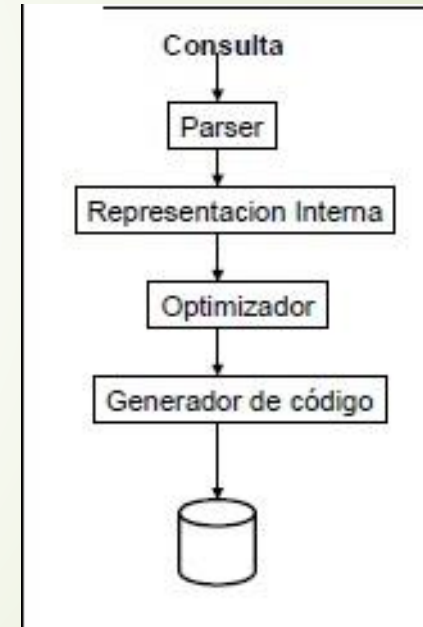 Consulta
Parser
Representacion Interna
Optimizador
Generador de código